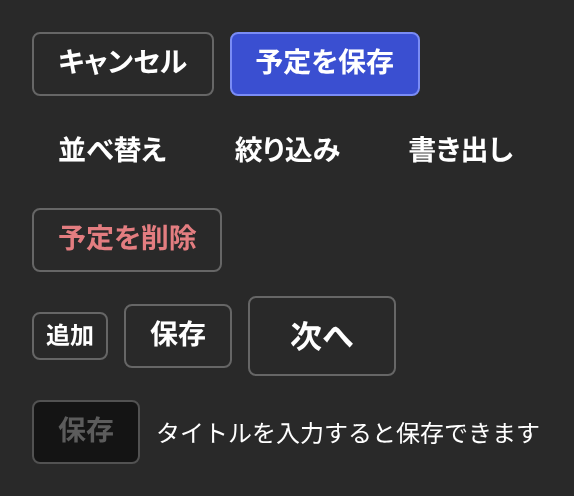 キャンセル 予定を保存
並べ替え 絞り込み 書き出し
予定を削除
追加 保存 次へ
保存 タイトルを入力すると保存できます